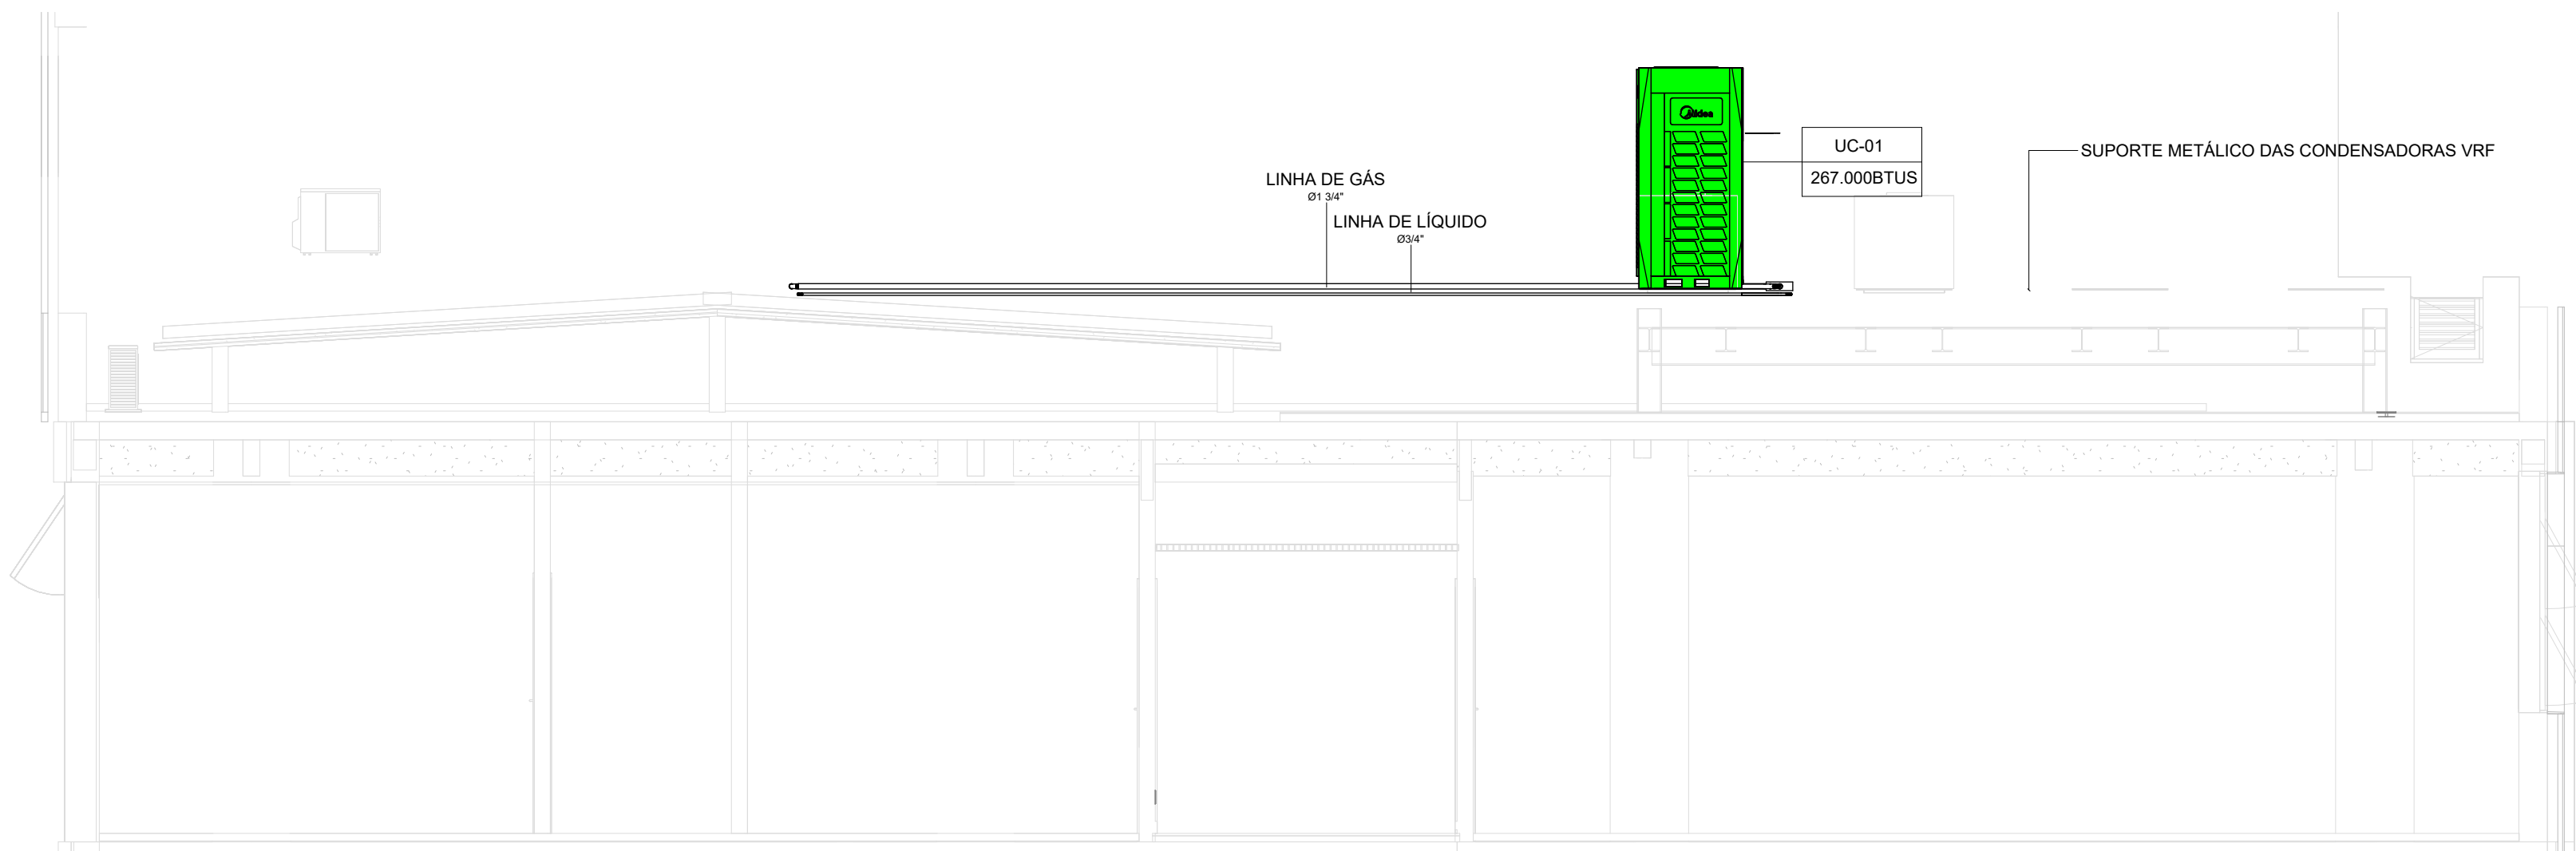 Midea
UC-01
267.000BTUS
SUPORTE METÁLICO DAS CONDENSADORAS VRF
LINHA DE GÁS
Ø1 3/4"
LINHA DE LÍQUIDO
Ø3/4"